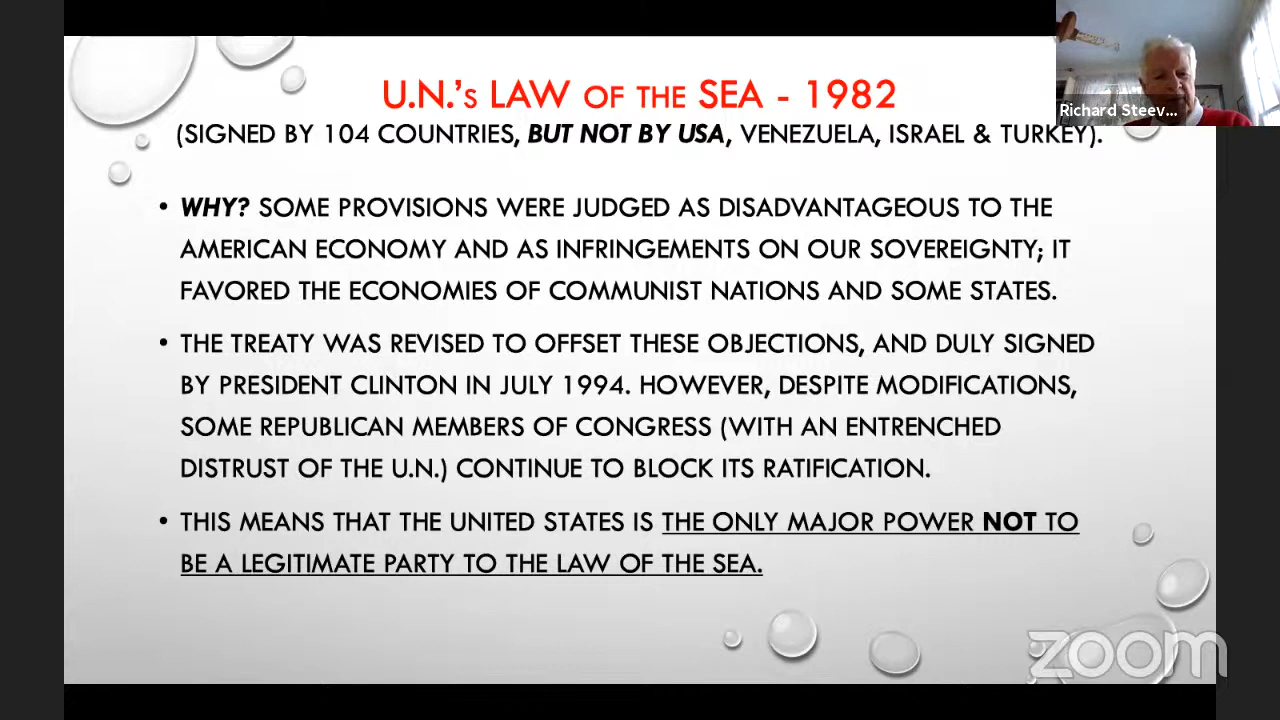 U.N.'s LAW OF THE SEA - 1982
(SIGNED BY 104 COUNTRIES, BUT NOT BY USA, VENEZUELA, ISRAEL & TURKEY).
Richard Steev...
• WHY? SOME PROVISIONS WERE JUDGED AS DISADVANTAGEOUS TO THE
AMERICAN ECONOMY AND AS INFRINGEMENTS ON OUR SOVEREIGNTY; IT
FAVORED THE ECONOMIES OF COMMUNIST NATIONS AND SOME STATES.
• THE TREATY WAS REVISED TO OFFSET THESE OBJECTIONS, AND DULY SIGNED
BY PRESIDENT CLINTON IN JULY 1994. HOWEVER, DESPITE MODIFICATIONS,
SOME REPUBLICAN MEMBERS OF CONGRESS (WITH AN ENTRENCHED
DISTRUST OF THE U.N.) CONTINUE TO BLOCK ITS RATIFICATION.
• THIS MEANS THAT THE UNITED STATES IS THE ONLY MAJOR POWER NOT TO
BE A LEGITIMATE PARTY TO THE LAW OF THE SEA.
zoom